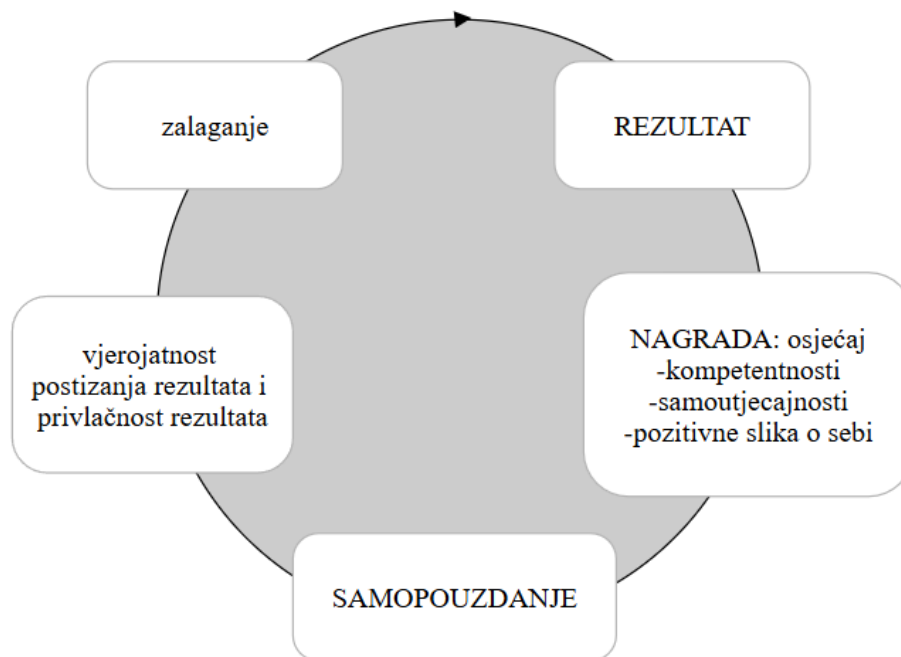 zalaganje
REZULTAT
vjerojatnost
postizanja rezultata i
privlačnost rezultata
NAGRADA: osjećaj
-kompetentnosti
-samoutjecajnosti
-pozitivne slika o sebi
SAMOPOUZDANJE